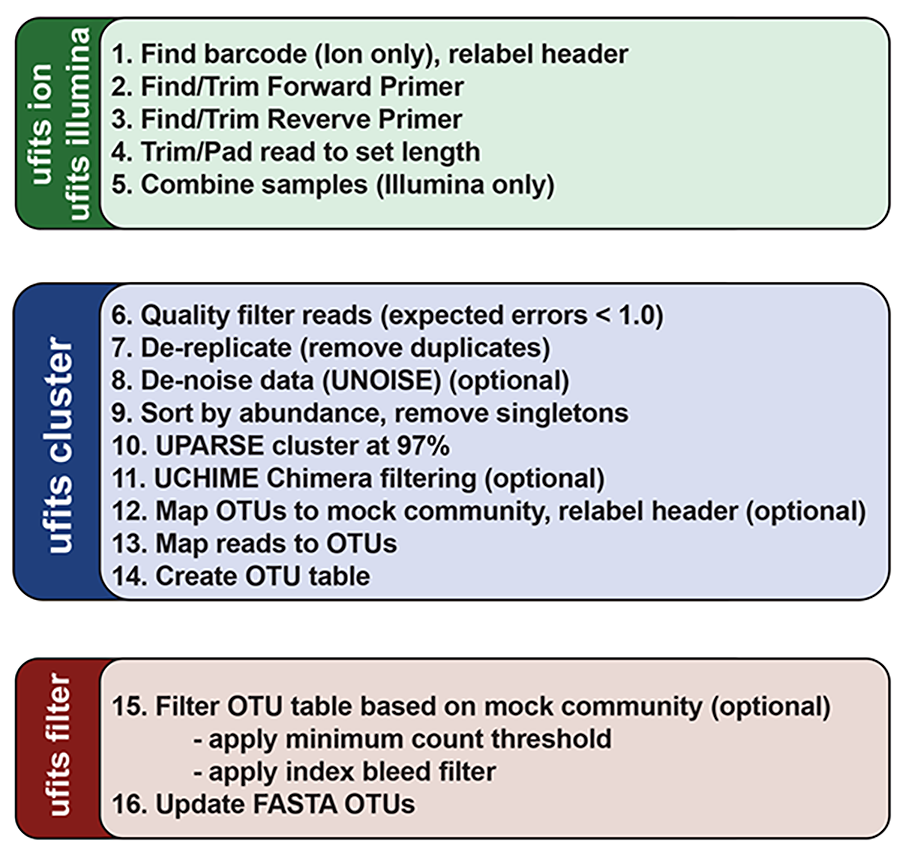 ufits ion
ufits illumina
1. Find barcode (Ion only), relabel header
2. Find/Trim Forward Primer
3. Find/Trim Reverve Primer
4. Trim/Pad read to set length
5. Combine samples (Illumina only)
ufits cluster
6. Quality filter reads (expected errors < 1.0)
7. De-replicate (remove duplicates)
8. De-noise data (UNOISE) (optional)
9. Sort by abundance, remove singletons
10. UPARSE cluster at 97%
11. UCHIME Chimera filtering (optional)
12. Map OTUs to mock community, relabel header (optional)
13. Map reads to OTUs
14. Create OTU table
ufits filter
15. Filter OTU table based on mock community (optional)
- apply minimum count threshold
- apply index bleed filter
16. Update FASTA OTUs